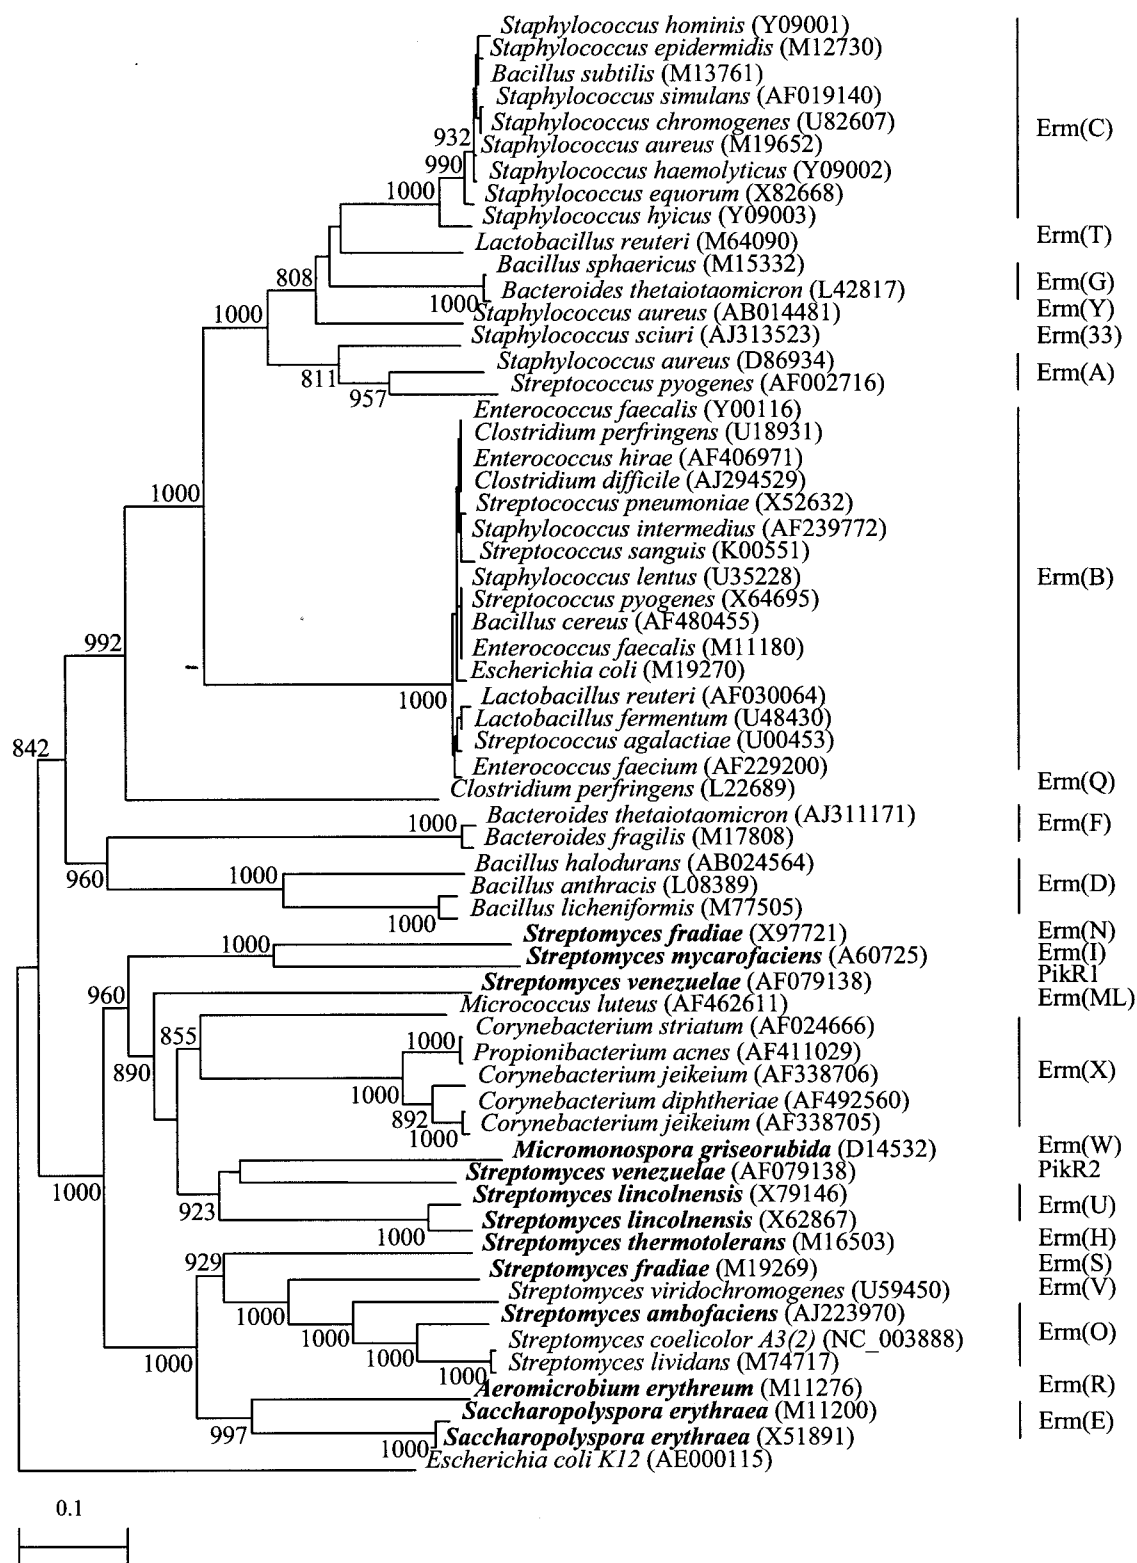 Staphylococcus hominis (Y09001)
Staphylococcus epidermidis (M12730)
Bacillus subtilis (M13761)
Staphylococcus simulans (AF019140)
Staphylococcus chromogenes (U82607)
Erm(C)
932
Staphylococcus aureus (M19652)
990
Staphylococcus haemolyticus (Y09002)
1000
Staphylococcus equorum (X82668)
Staphylococcus hyicus (Y09003)
Lactobacillus reuteri (M64090)
Erm(T)
Bacillus sphaericus (M15332)
808
Bacteroides thetaiotaomicron (L42817)
Erm(G)
1000
Staphylococcus aureus (AB014481)
Erm(Y)
1000
Staphylococcus sciuri (AJ313523)
Erm(33)
Staphylococcus aureus (D86934)
811
Streptococcus pyogenes (AF002716)
Erm(A)
957
Enterococcus faecalis (Y00116)
Clostridium perfringens (U18931)
Enterococcus hirae (AF406971)
Clostridium difficile (AJ294529)
1000
Streptococcus pneumoniae (X52632)
Staphylococcus intermedius (AF239772)
Streptococcus sanguis (K00551)
Staphylococcus lentus (U35228)
Erm(B)
Streptococcus pyogenes (X64695)
Bacillus cereus (AF480455)
992
Enterococcus faecalis (M11180)
Escherichia coli (M19270)
1000
Lactobacillus reuteri (AF030064)
Lactobacillus fermentum (U48430)
842
Streptococcus agalactiae (U00453)
Enterococcus faecium (AF229200)
Clostridium perfringens (L22689)
Erm(Q)
Bacteroides thetaiotaomicron (AJ311171)
1000
Bacteroides fragilis (M17808)
Erm(F)
Bacillus halodurans (AB024564)
960
1000
Bacillus anthracis (L08389)
Erm(D)
Bacillus licheniformis (M77505)
1000
Streptomyces fradiae (X97721)
Erm(N)
1000
Streptomyces mycarofaciens (A60725)
Erm(I)
Streptomyces venezuelae (AF079138)
PikR1
960
Micrococcus luteus (AF462611)
Erm(ML)
Corynebacterium striatum (AF024666)
855
1000
Propionibacterium acnes (AF411029)
890
Corynebacterium jeikeium (AF338706)
Erm(X)
1000
Corynebacterium diphtheriae (AF492560)
892
Corynebacterium jeikeium (AF338705)
1000
Micromonospora griseorubida (D14532)
Erm(W)
Streptomyces venezuelae (AF079138)
PikR2
1000
Streptomyces lincolnensis (X79146)
Erm(U)
923
Streptomyces lincolnensis (X62867)
1000
Streptomyces thermotolerans (M16503)
Erm(H)
929
Streptomyces fradiae (M19269)
Erm(S)
Streptomyces viridochromogenes (U59450)
Erm(V)
1000
Streptomyces ambofaciens (AJ223970)
1000
Streptomyces coelicolor A3(2) (NC_003888)
Erm(O)
1000
1000
Streptomyces lividans (M74717)
1000
Aeromicrobium erythreum (M11276)
Erm(R)
Saccharopolyspora erythraea (M11200)
Erm(E)
997
Saccharopolyspora erythraea (X51891)
1000
Escherichia coli K12 (AE000115)
0.1